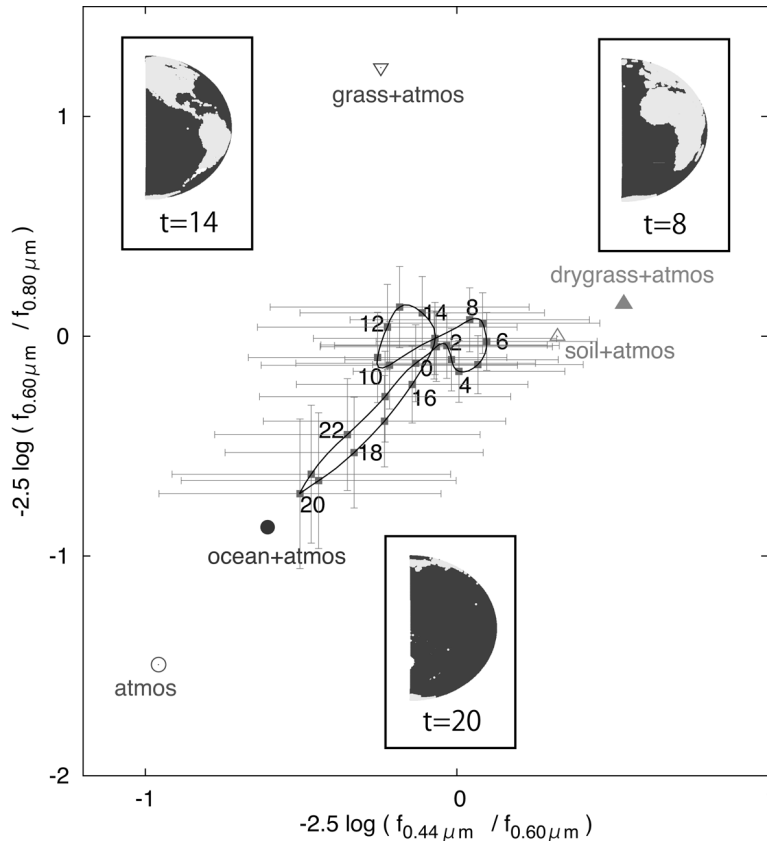 1
0
-1
-2
-1
0
-2.5 log ( f0.60μm / f0.80μm )
-2.5 log ( f0.44μm / f0.60μm )
t=14
grass+atmos
t=8
drygrass+atmos
soil+atmos
12
14
8
6
10
0
2
4
16
22
18
20
ocean+atmos
atmos
t=20